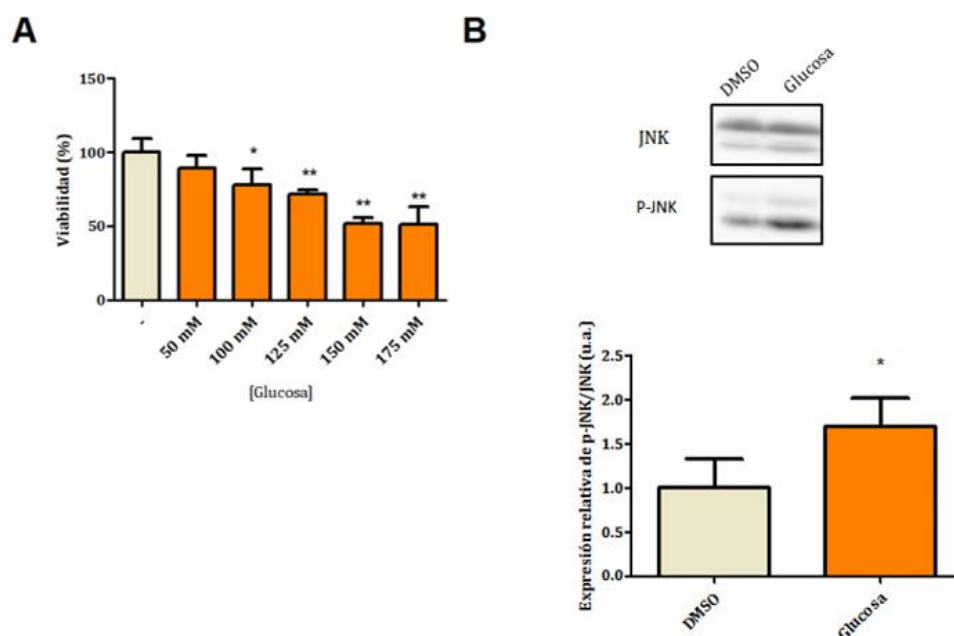 A
150
100
50
0
Viabilidad (%)
*
**
**
**
-
50 mM
100 mM
125 mM
150 mM
175 mM
[Glucosa]
B
DMSO
Glucosa
JNK
P-JNK
Expresión relativa de p-JNK/JNK (u.a.)
2.5
2.0
1.5
1.0
0.5
0.0
*
DMSO
Glucosa